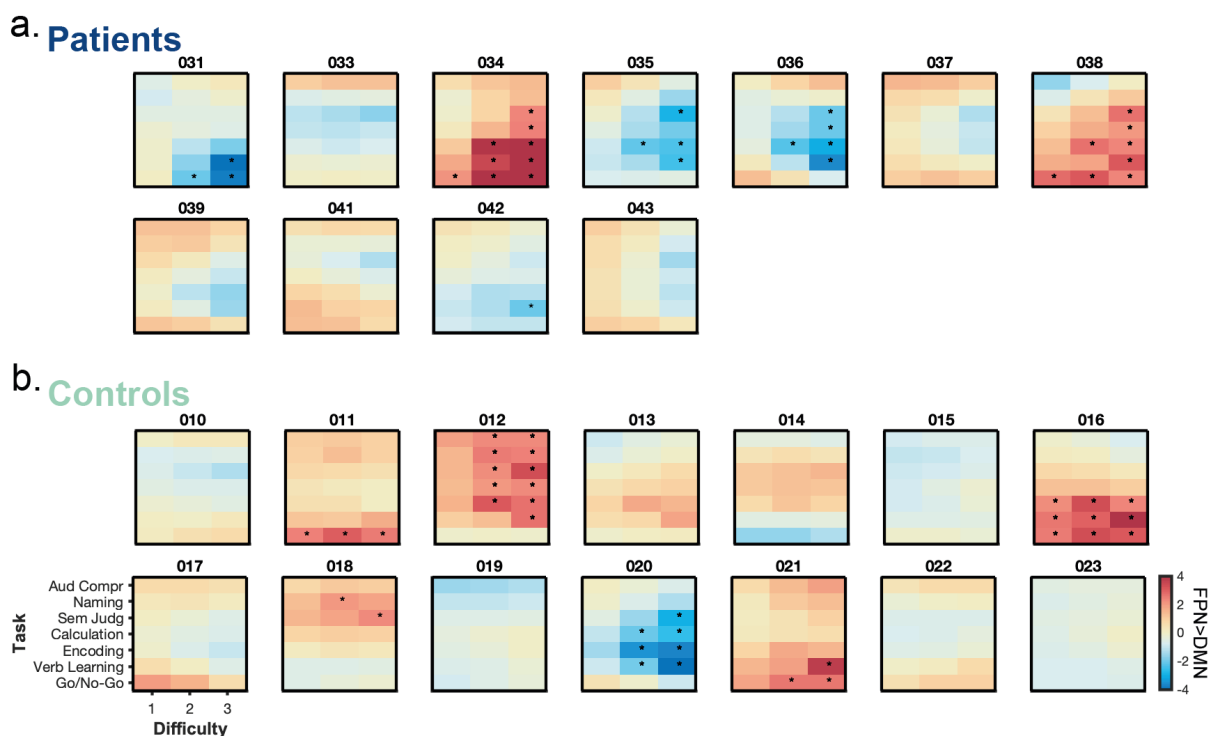 a. Patients
031 033 034 035 036 037 038
* * * * * * * * * * * * * * * * * * * * * * * * * * * * *
039 041 042 043
*
b. Controls
010 011 012 013 014 015 016
* * * * * * * * * * * * * * * * * * * * * * *
017 018 019 020 021 022 023
Task
Aud Compr
Naming
Sem Judg
Calculation
Encoding
Verb Learning
Go/No-Go
* * * * * * * * * * * *
1 2 3
Difficulty
4
2
0
-2
-4
FPN>DMN